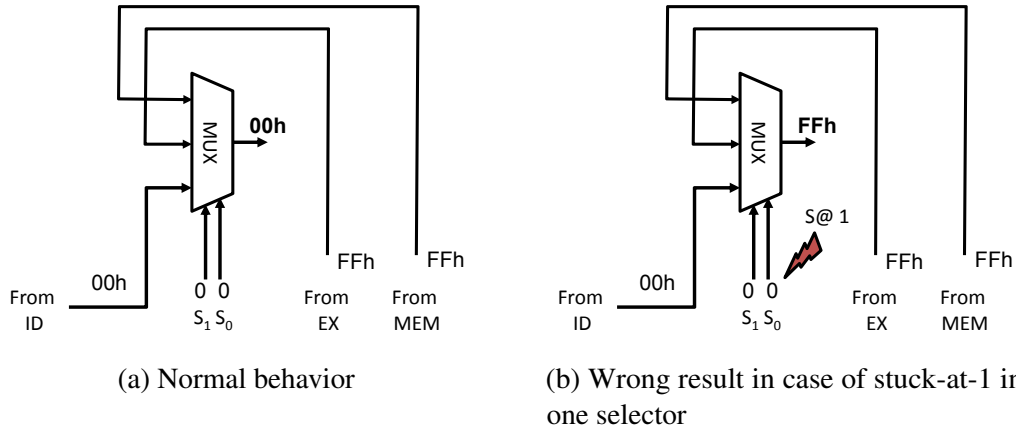 MUX
00h
00h
0 0
S1 S0
FFh
FFh
From
ID
From
EX
From
MEM
(a) Normal behavior
MUX
FFh
S@ 1
00h
0 0
S1 S0
FFh
FFh
From
ID
From
EX
From
MEM
(b) Wrong result in case of stuck-at-1 in
one selector